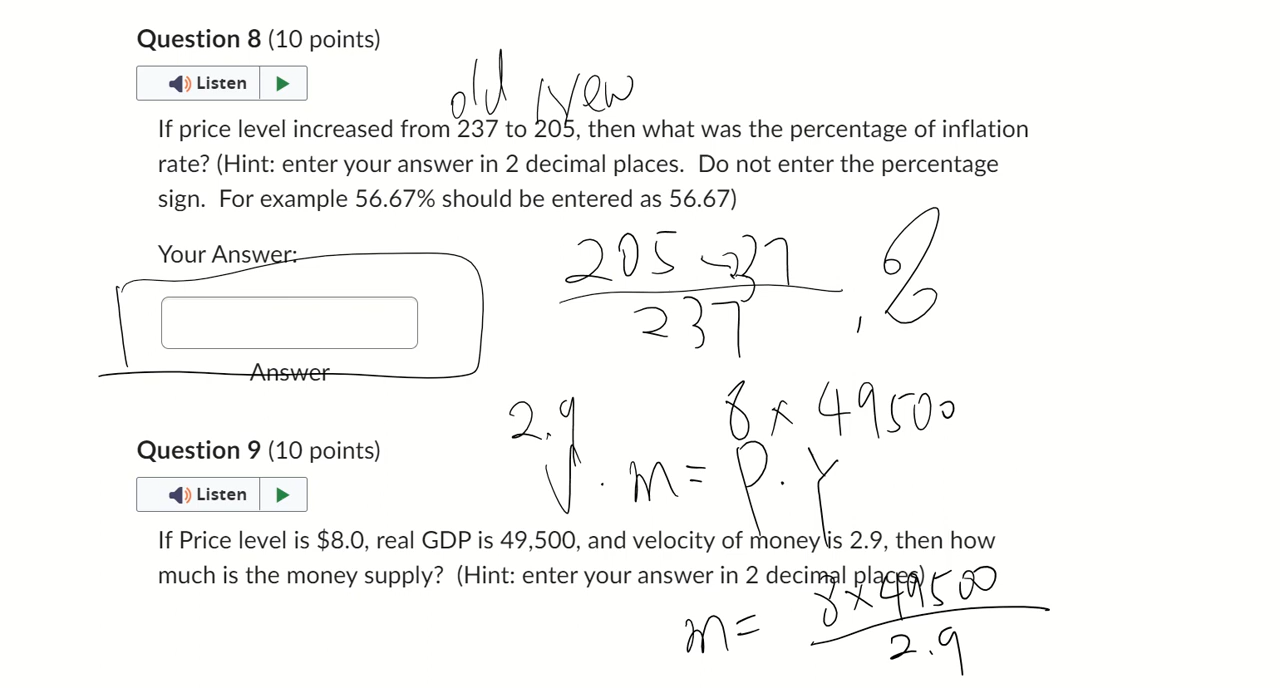 Question 8 (10 points)
Listen
old New
If price level increased from 237 to 205, then what was the percentage of inflation
rate? (Hint: enter your answer in 2 decimal places. Do not enter the percentage
sign. For example 56.67% should be entered as 56.67)
Your Answer:
205 - 237
237
Answer
2.9 8 x 49500
Question 9 (10 points)
V · m = P · Y
Listen
If Price level is $8.0, real GDP is 49,500, and velocity of money is 2.9, then how
much is the money supply? (Hint: enter your answer in 2 decimal places)
m = 8 x 49500
2.9